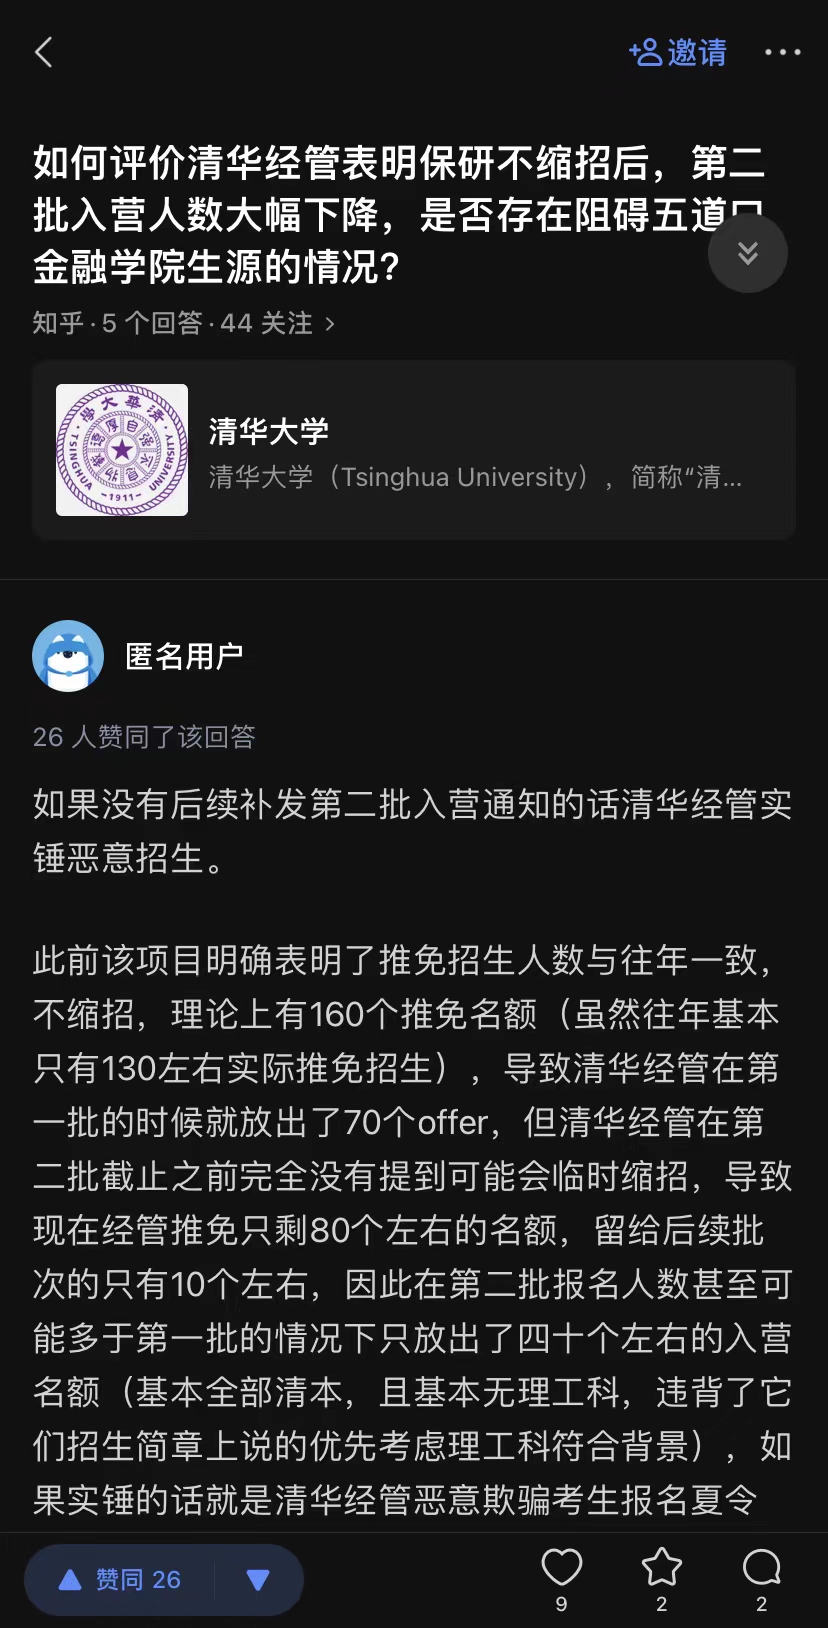 邀请
如何评价清华经管表明保研不缩招后，第二
批入营人数大幅下降，是否存在阻碍五道口
金融学院生源的情况?
知乎·5 个回答·44 关注
清华大学
清华大学（Tsinghua University），简称“清...
TSINGHUA UNIVERSITY
-1911-
匿名用户
26 人赞同了该回答
如果没有后续补发第二批入营通知的话清华经管实
锤恶意招生。
此前该项目明确表明了推免招生人数与往年一致，
不缩招，理论上有160个推免名额（虽然往年基本
只有130左右实际推免招生），导致清华经管在第
一批的时候就放出了70个offer，但清华经管在第
二批截止之前完全没有提到可能会临时缩招，导致
现在经管推免只剩80个左右的名额，留给后续批
次的只有10个左右，因此在第二批报名人数甚至可
能多于第一批的情况下只放出了四十个左右的入营
名额（基本全部清本，且基本无理工科，违背了它
们招生简章上说的优先考虑理工科符合背景），如
果实锤的话就是清华经管恶意欺骗考生报名夏令
赞同 26
9
2
2